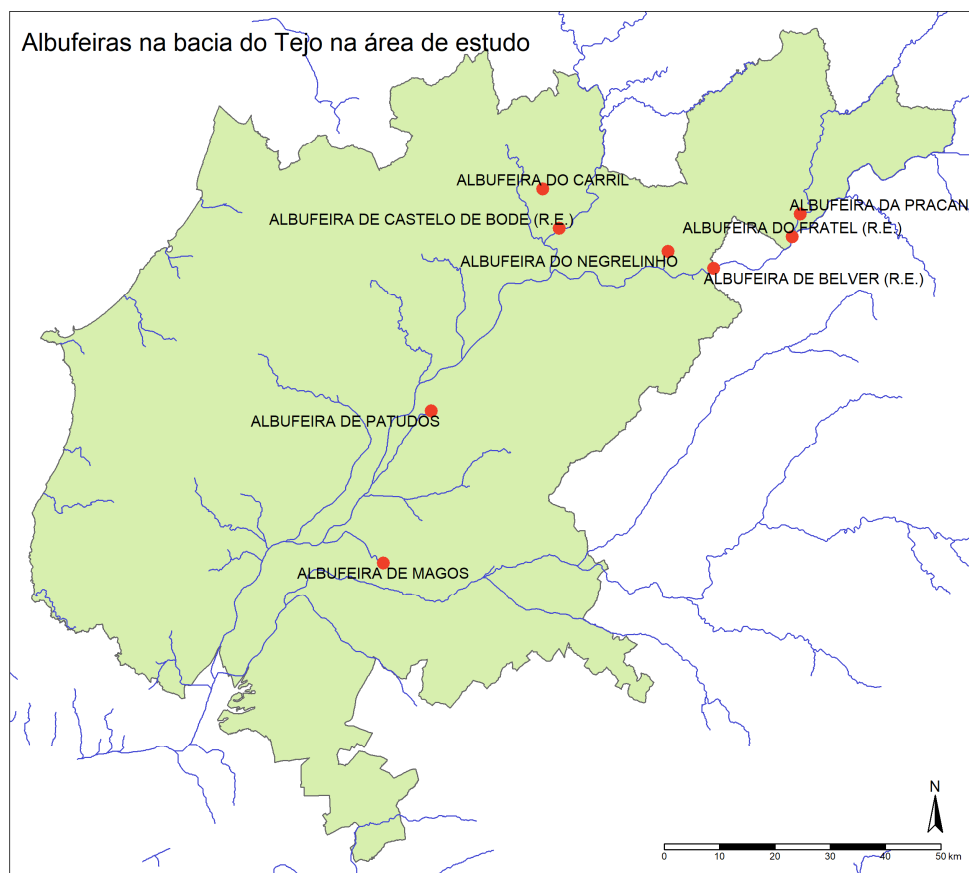 Albufeiras na bacia do Tejo na área de estudo
ALBUFEIRA DO CARRIL
ALBUFEIRA DA PRACAN
ALBUFEIRA DE CASTELO DE BODE (R.E.)
ALBUFEIRA DO FRATEL (R.E.)
ALBUFEIRA DO NEGRELINHO
ALBUFEIRA DE BELVER (R.E.)
ALBUFEIRA DE PATUDOS
ALBUFEIRA DE MAGOS
N
0 10 20 30 40 50 km